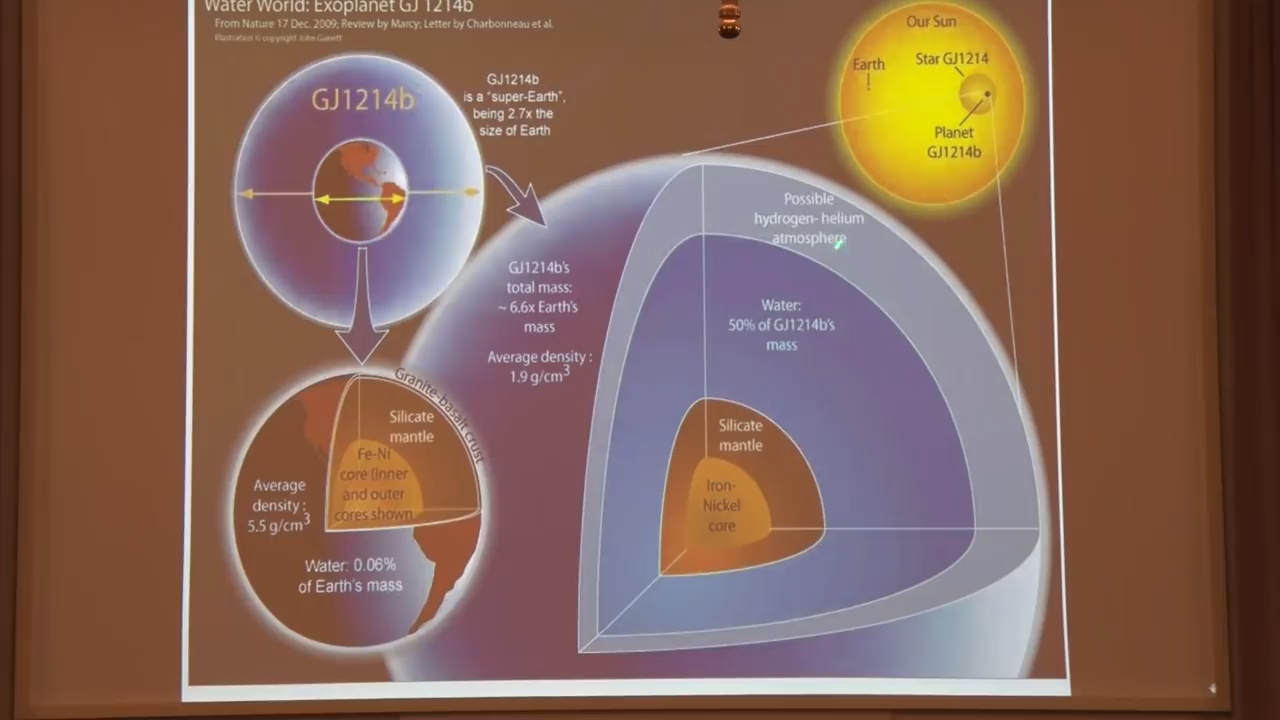 Water World: Exoplanet GJ 1214b
From Nature 17 Dec. 2009; Review by Marcy; Letter by Charbonneau et al.
Illustration © copyright John Garrett
GJ1214b
GJ1214b
is a "super-Earth",
being 2.7x the
size of Earth
Our Sun
Earth
Star GJ1214
Planet
GJ1214b
Possible
hydrogen- helium
atmosphere
GJ1214b's
total mass:
~ 6.6x Earth's
mass
Average density :
1.9 g/cm3
Water:
50% of GJ1214b's
mass
Silicate
mantle
Iron-
Nickel
core
Granite-basalt crust
Silicate
mantle
Fe-Ni
core (inner
and outer
cores shown
Average
density :
5.5 g/cm3
Water: 0.06%
of Earth's mass